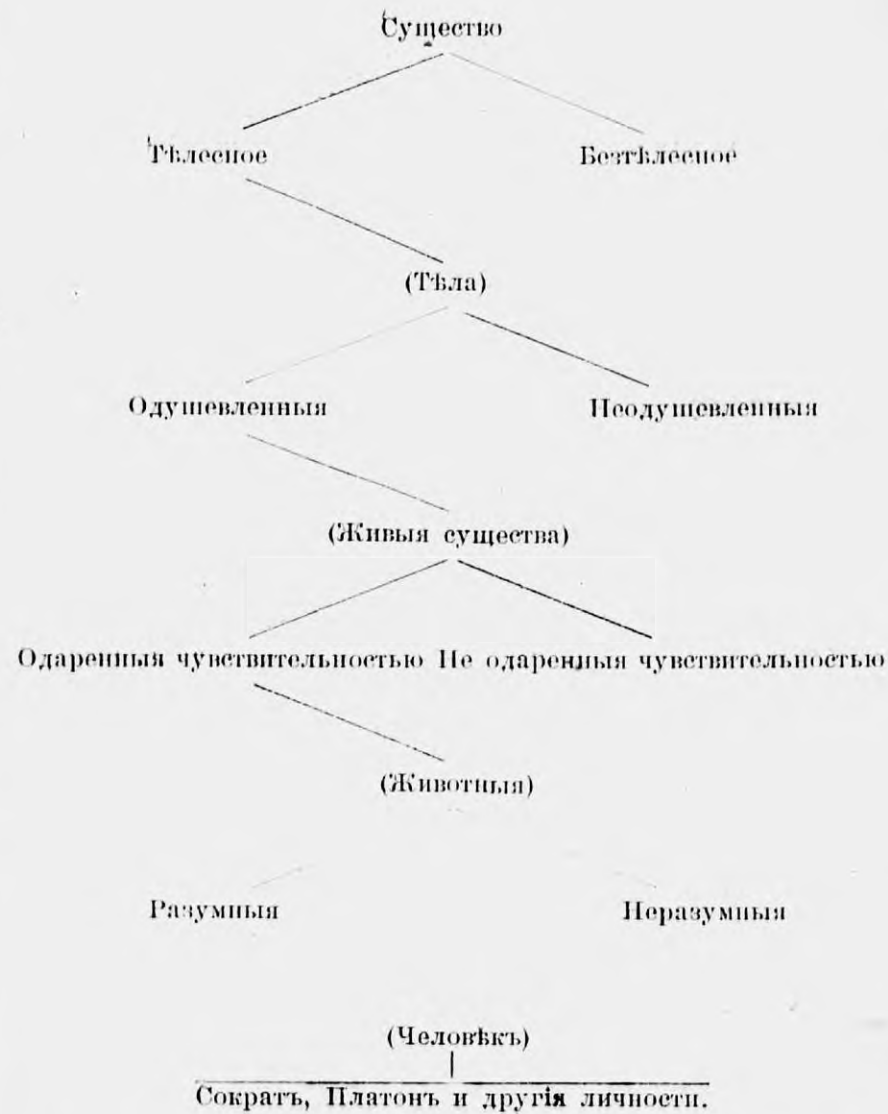 Существо
Тѣлесное Безтѣлесное
(Тѣла)
Одушевленныя Неодушевленныя
(Живыя существа)
Одаренныя чувствительностью Не одаренныя чувствительностью
(Животныя)
Разумныя Неразумныя
(Человѣкъ)
Сократъ, Платонъ и другія личности.